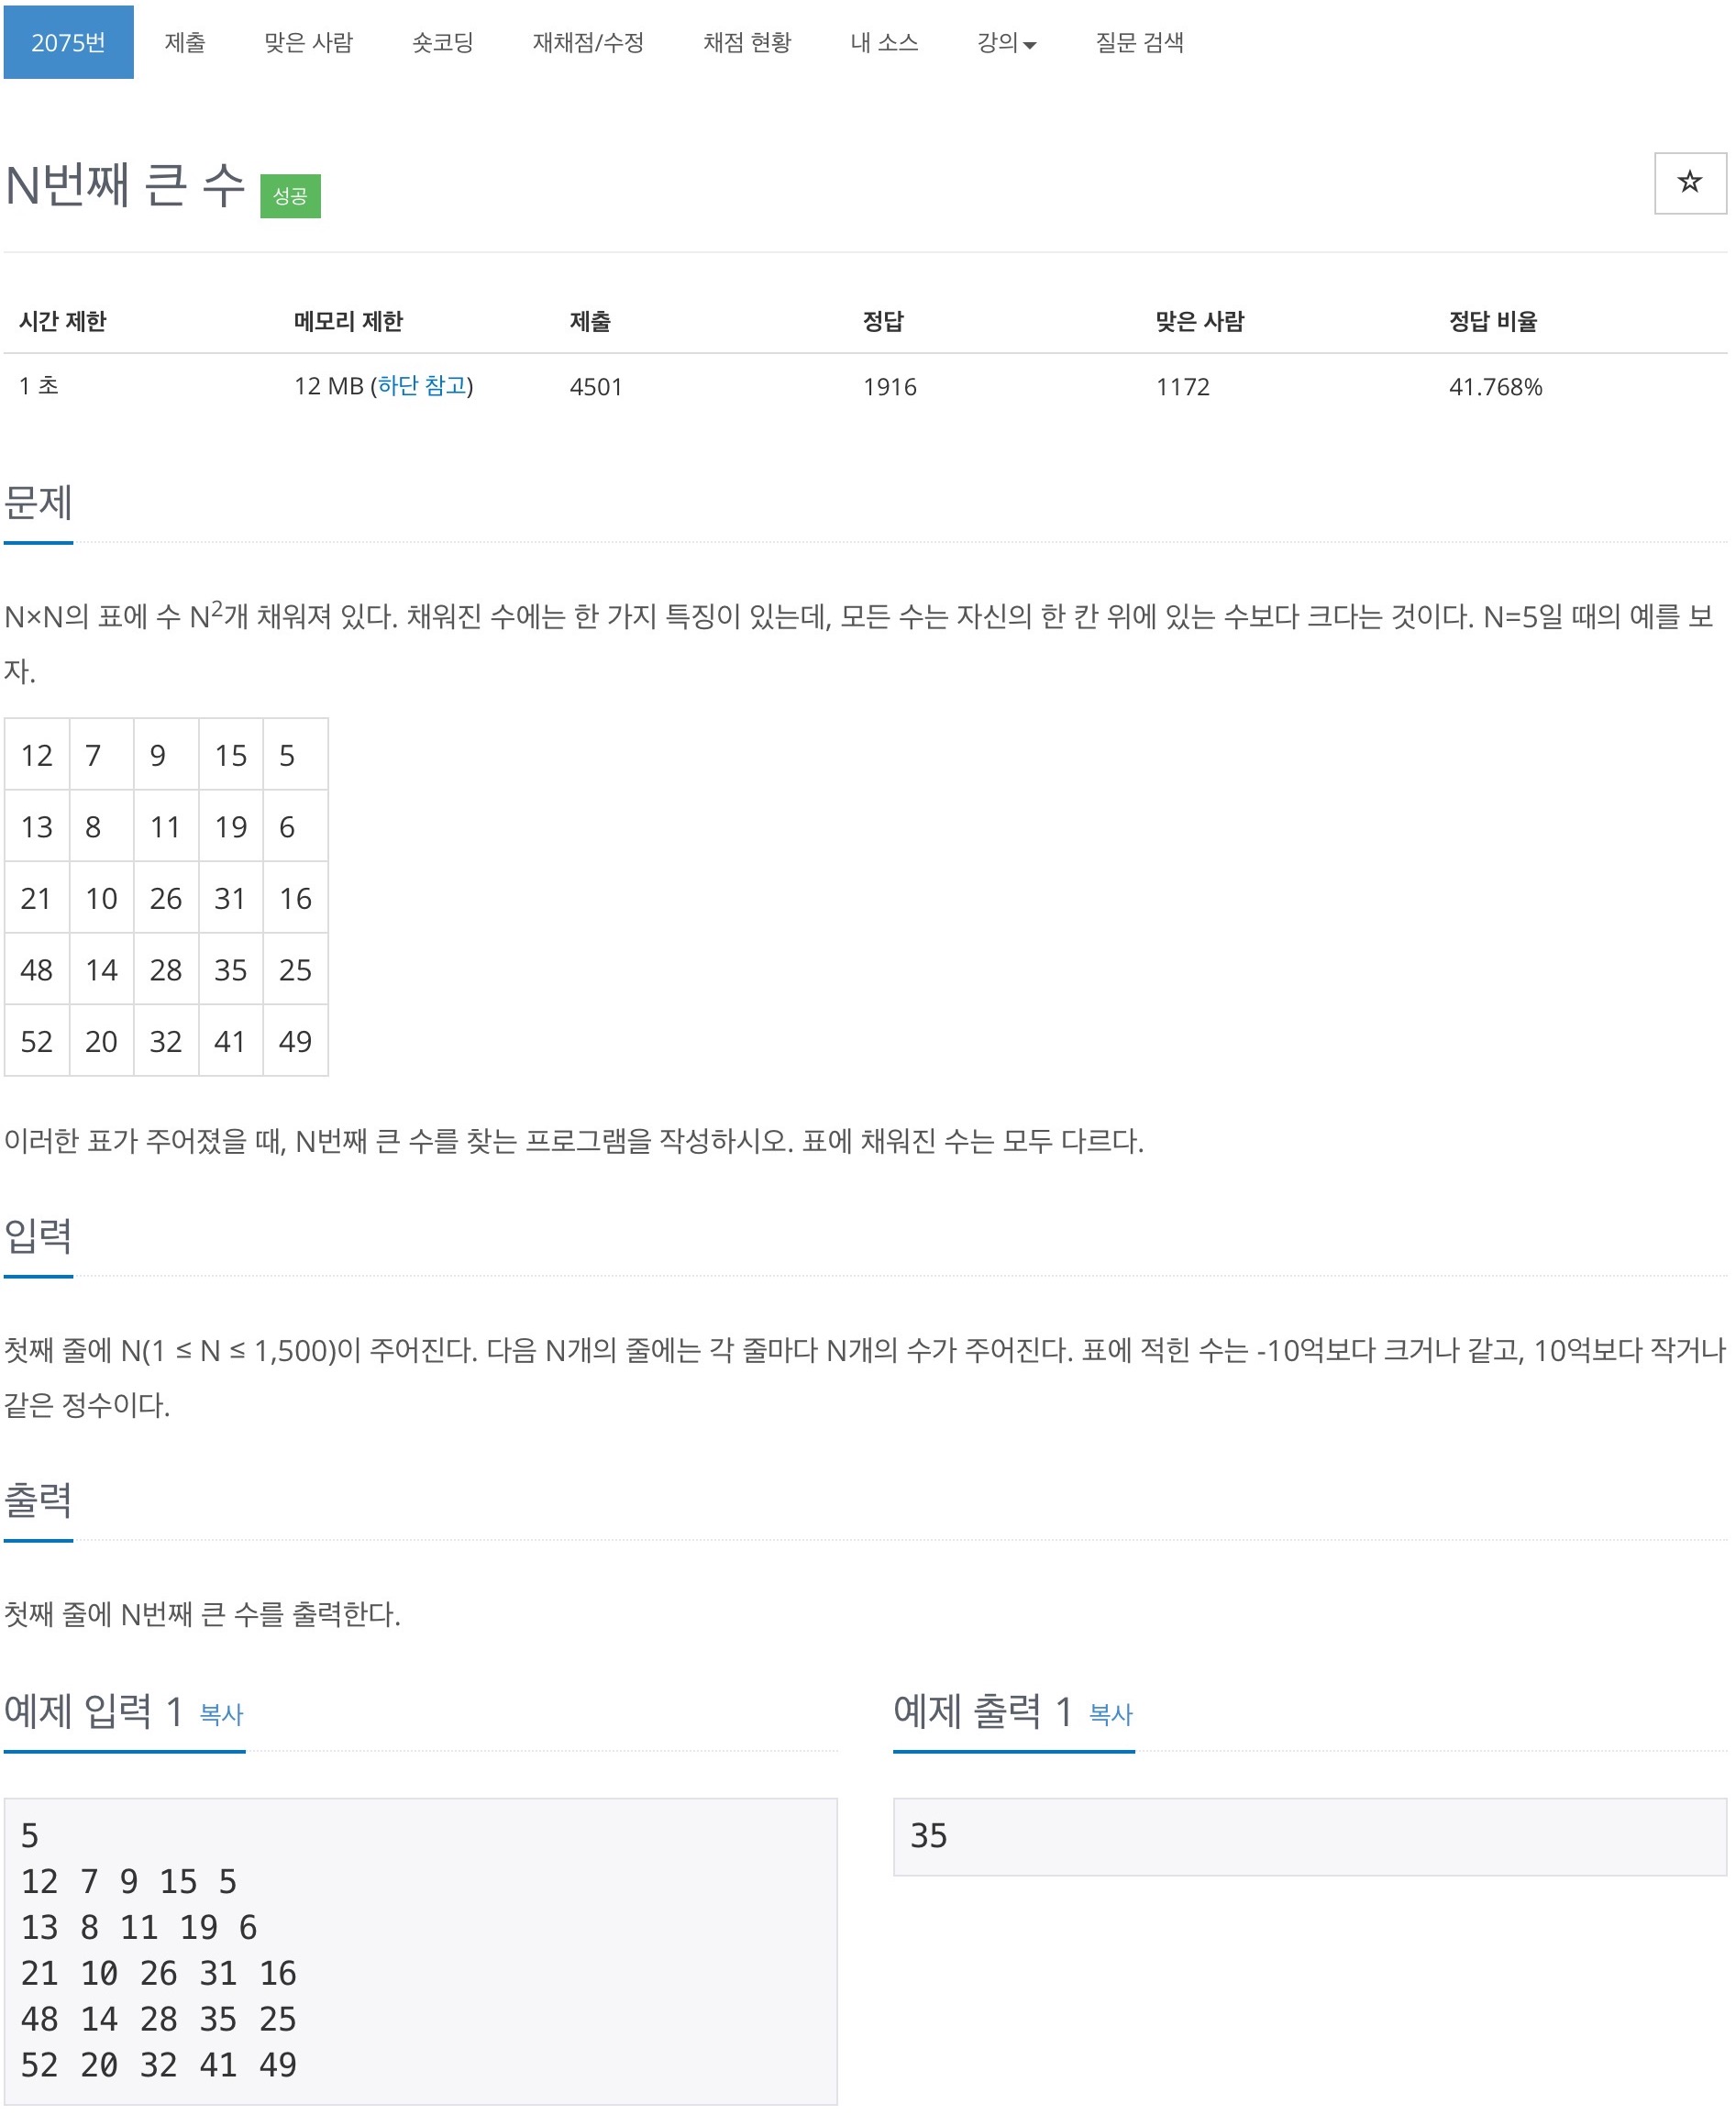 2075번 제출 맞은 사람 숏코딩 재채점/수정 채점 현황 내 소스 강의 질문 검색
N번째 큰 수 성공
시간 제한 메모리 제한 제출 정답 맞은 사람 정답 비율
1 초 12 MB (하단 참고) 4501 1916 1172 41.768%
문제
N×N의 표에 수 N²개 채워져 있다. 채워진 수에는 한 가지 특징이 있는데, 모든 수는 자신의 한 칸 위에 있는 수보다 크다는 것이다. N=5일 때의 예를 보
자.
12 7 9 15 5
13 8 11 19 6
21 10 26 31 16
48 14 28 35 25
52 20 32 41 49
이러한 표가 주어졌을 때, N번째 큰 수를 찾는 프로그램을 작성하시오. 표에 채워진 수는 모두 다르다.
입력
첫째 줄에 N(1 ≤ N ≤ 1,500)이 주어진다. 다음 N개의 줄에는 각 줄마다 N개의 수가 주어진다. 표에 적힌 수는 -10억보다 크거나 같고, 10억보다 작거나
같은 정수이다.
출력
첫째 줄에 N번째 큰 수를 출력한다.
예제 입력 1 복사
5
12 7 9 15 5
13 8 11 19 6
21 10 26 31 16
48 14 28 35 25
52 20 32 41 49
예제 출력 1 복사
35